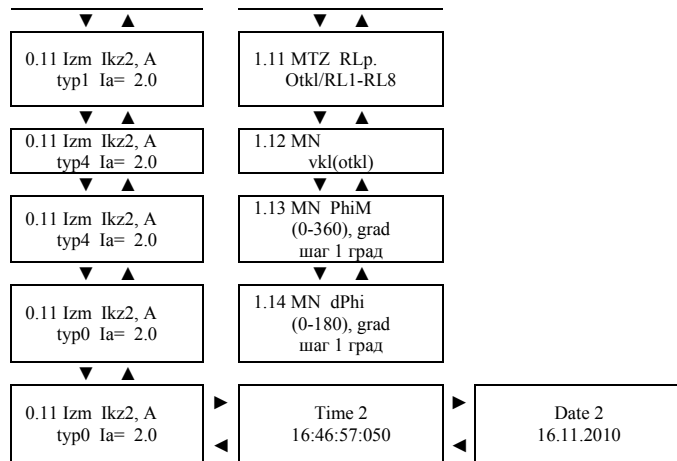 0.11 Izm Ikz2, A
typ1 Ia= 2.0
0.11 Izm Ikz2, A
typ4 Ia= 2.0
0.11 Izm Ikz2, A
typ4 Ia= 2.0
0.11 Izm Ikz2, A
typ0 Ia= 2.0
0.11 Izm Ikz2, A
typ0 Ia= 2.0
1.11 MTZ RLp.
Otkl/RL1-RL8
1.12 MN
vkl(otkl)
1.13 MN PhiM
(0-360), grad
шаг 1 град
1.14 MN dPhi
(0-180), grad
шаг 1 град
Time 2
16:46:57:050
Date 2
16.11.2010